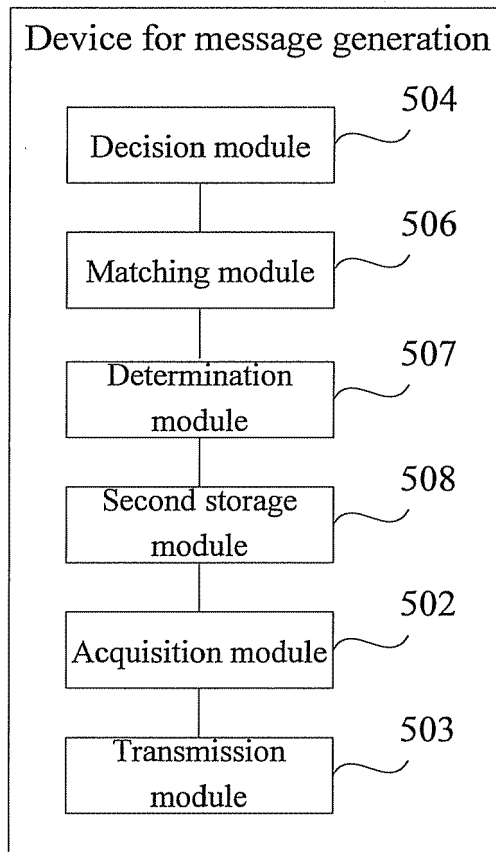 Device for message generation
504
Decision module
506
Matching module
507
Determination
module
508
Second storage
module
502
Acquisition module
503
Transmission
module